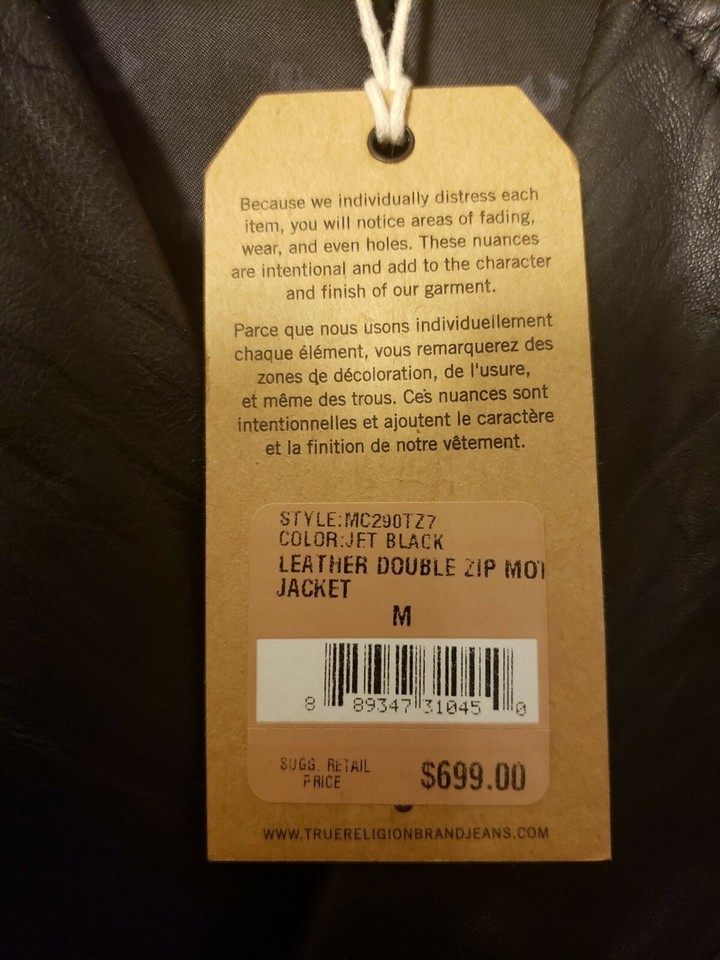 Because we individually distress each
item, you will notice areas of fading,
wear, and even holes. These nuances
are intentional and add to the character
and finish of our garment.
Parce que nous usons individuellement
chaque élément, vous remarquerez des
zones de décoloration, de l'usure,
et même des trous. Ces nuances sont
intentionnelles et ajoutent le caractère
et la finition de notre vêtement.
STYLE:MC290TZ7
COLOR:JET BLACK
LEATHER DOUBLE ZIP MOT
JACKET
M
8 89347 31045 0
SUGG. RETAIL
PRICE
$699.00
WWW.TRUERELIGIONBRANDJEANS.COM